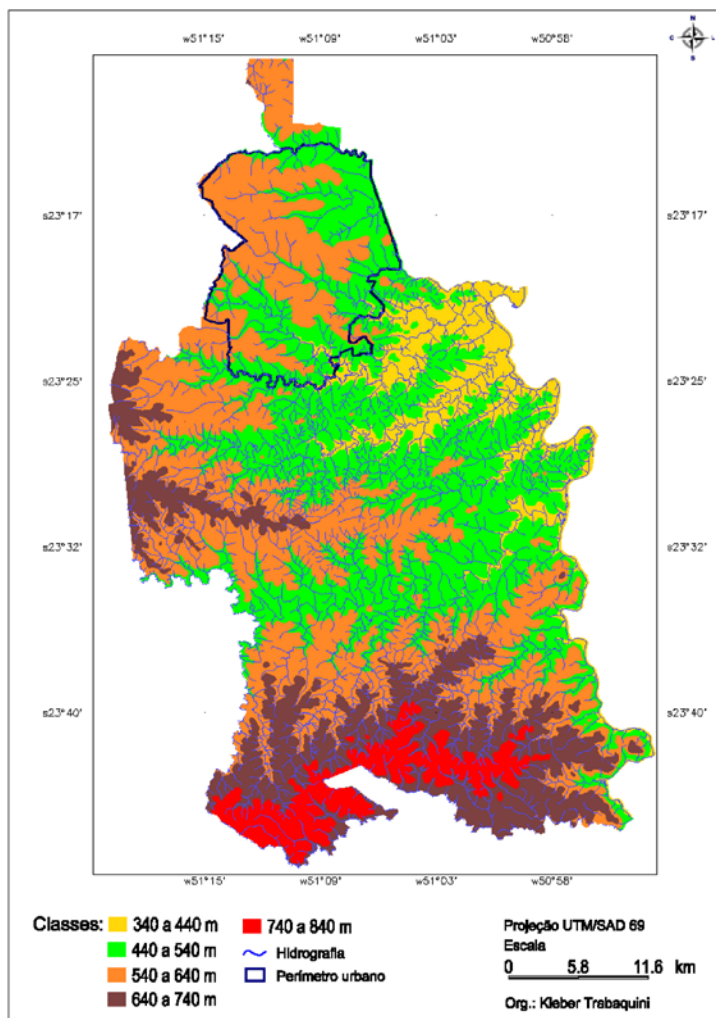 N
O L
S
w51°15' w51°09' w51°03' w50°58'
s23°17' s23°17'
s23°25' s23°25'
s23°32' s23°32'
s23°40' s23°40'
w51°15' w51°09' w51°03' w50°58'
Classes: 340 a 440 m 740 a 840 m
440 a 540 m Hidrografia
540 a 640 m Perímetro urbano
640 a 740 m
Projeção UTM/SAD 69
Escala
0 5.8 11.6 km
Org.: Kleber Trabaquini